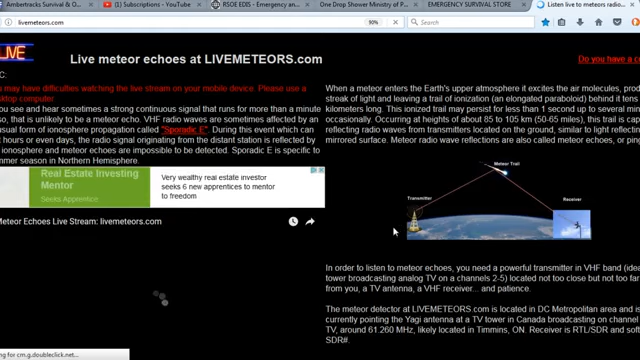 Ambertracks Survival & O...
(1) Subscriptions - YouTube
RSOE EDIS - Emergency an...
One Drop Shower Ministry of P...
EMERGENCY SURVIVAL STORE
Listen live to meteors radio...
livemeteors.com
90%
Search
LIVE
Live meteor echoes at LIVEMETEORS.com
Do you have a co
C:
u may have difficulties watching the live stream on your mobile device. Please use a
sktop computer
ou see and hear sometimes a strong continuous signal that runs for more than a minute
so, that is unlikely to be a meteor echo. VHF radio waves are sometimes affected by an
usual form of ionosphere propagation called "Sporadic E". During this event which can
t hours or even days, the radio signal originating from the distant station is reflected by
ionosphere and meteor echoes are impossible to be detected. Sporadic E is specific to
mmer season in Northern Hemisphere.
Real Estate Investing
Mentor
Seeks Apprentice
Very wealthy real estate investor
seeks 6 new apprentices to mentor
to freedom
Meteor Echoes Live Stream: livemeteors.com
When a meteor enters the Earth's upper atmosphere it excites the air molecules, produ
streak of light and leaving a trail of ionization (an elongated paraboloid) behind it tens
kilometers long. This ionized trail may persist for less than 1 second up to several minu
occasionally. Occurring at heights of about 85 to 105 km (50-65 miles), this trail is cap
reflecting radio waves from transmitters located on the ground, similar to light reflecting
mirrored surface. Meteor radio wave reflections are also called meteor echoes, or ping
Meteor Trail
Transmitter
Receiver
In order to listen to meteor echoes, you need a powerful transmitter in VHF band (idea
tower broadcasting analog TV on channels 2-5) located not too close but not too far
from you, a TV antenna, a VHF receiver... and patience.
The meteor detector at LIVEMETEORS.com is located in DC Metropolitan area and is
currently pointing the Yagi antenna at a TV tower in Canada broadcasting on channel
TV, around 61.260 MHz, likely located in Timmins, ON. Receiver is RTL/SDR and soft
SDR#.
ng for cm.g.doubleclick.net...